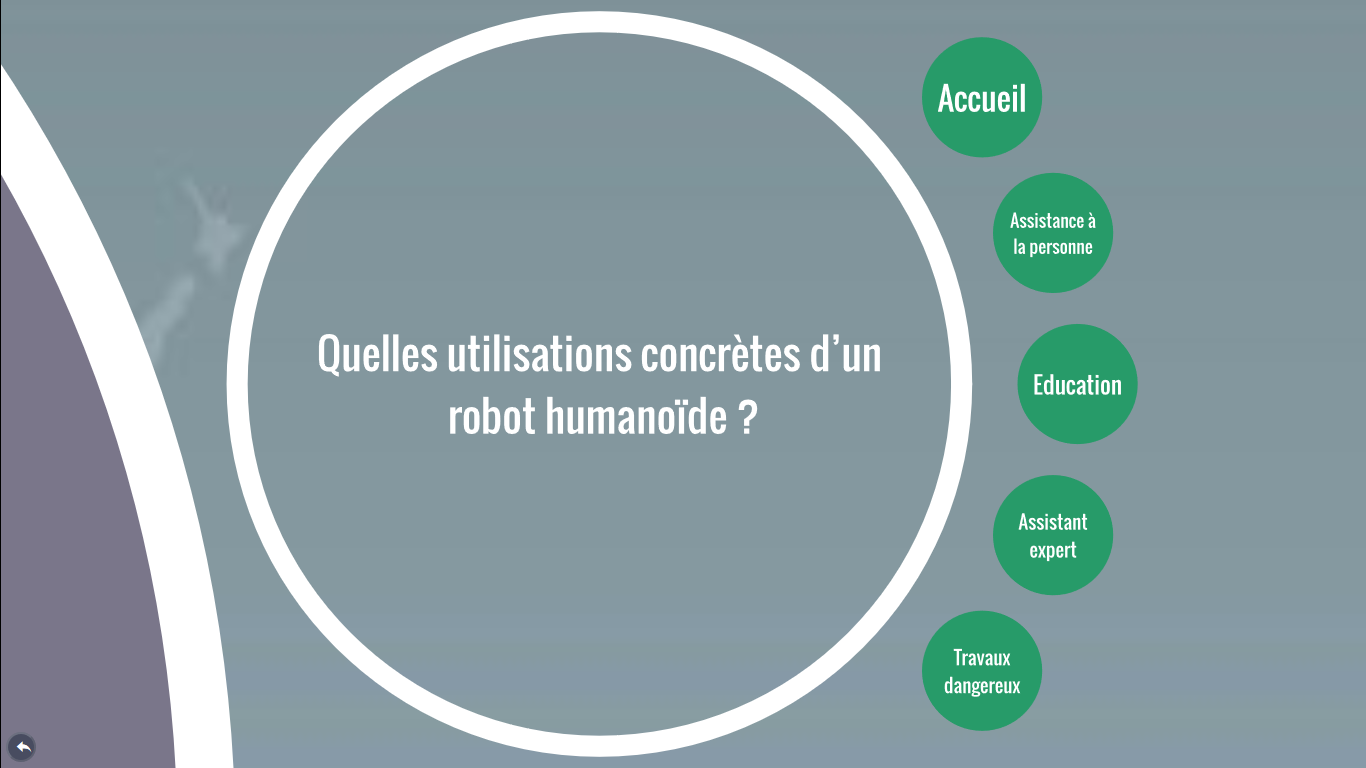 Quelles utilisations concrètes d’un
robot humanoïde ?
Accueil
Assistance à
la personne
Education
Assistant
expert
Travaux
dangereux